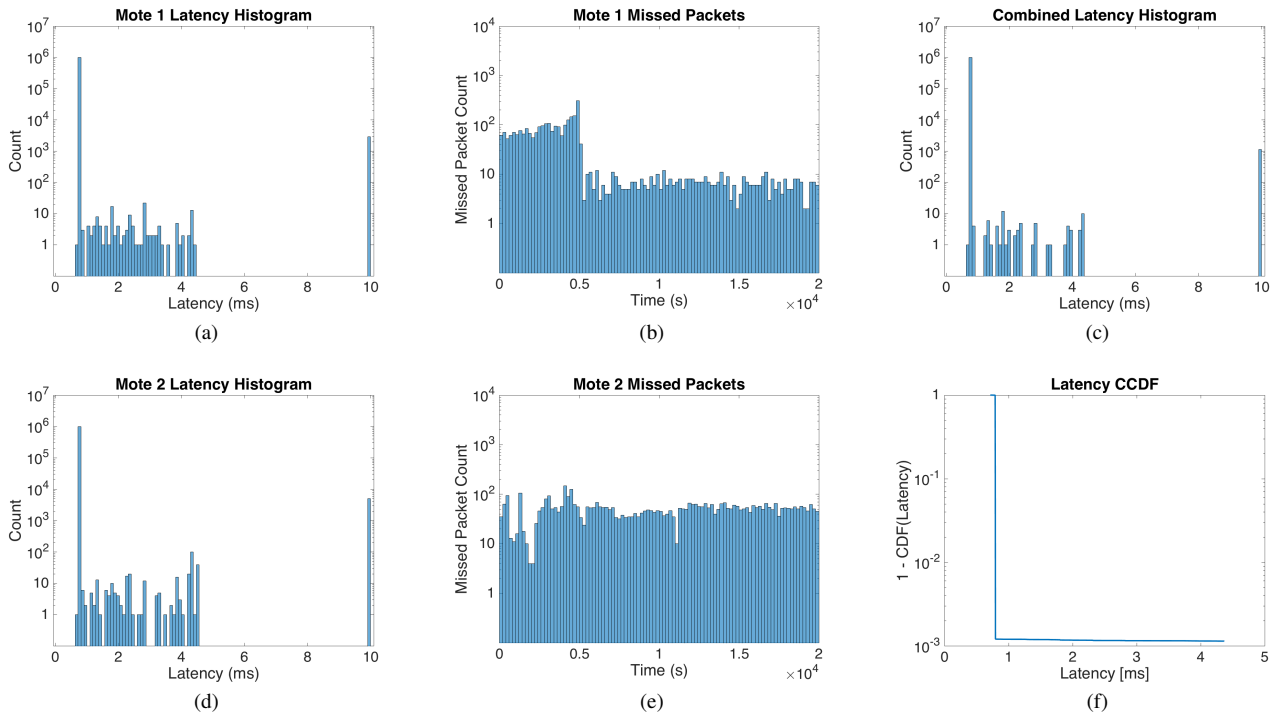 Mote 1 Latency Histogram
10^7
10^6
10^5
10^4
10^3
10^2
10
1
Count
0 2 4 6 8 10
Latency (ms)
(a)
Mote 1 Missed Packets
10^4
10^3
10^2
10
1
Missed Packet Count
0 0.5 1 1.5 2
Time (s)
×10^4
(b)
Combined Latency Histogram
10^7
10^6
10^5
10^4
10^3
10^2
10
1
Count
0 2 4 6 8 10
Latency (ms)
(c)
Mote 2 Latency Histogram
10^7
10^6
10^5
10^4
10^3
10^2
10
1
Count
0 2 4 6 8 10
Latency (ms)
(d)
Mote 2 Missed Packets
10^4
10^3
10^2
10
1
Missed Packet Count
0 0.5 1 1.5 2
Time (s)
×10^4
(e)
Latency CCDF
1
10^-1
10^-2
10^-3
1 - CDF(Latency)
0 1 2 3 4 5
Latency [ms]
(f)